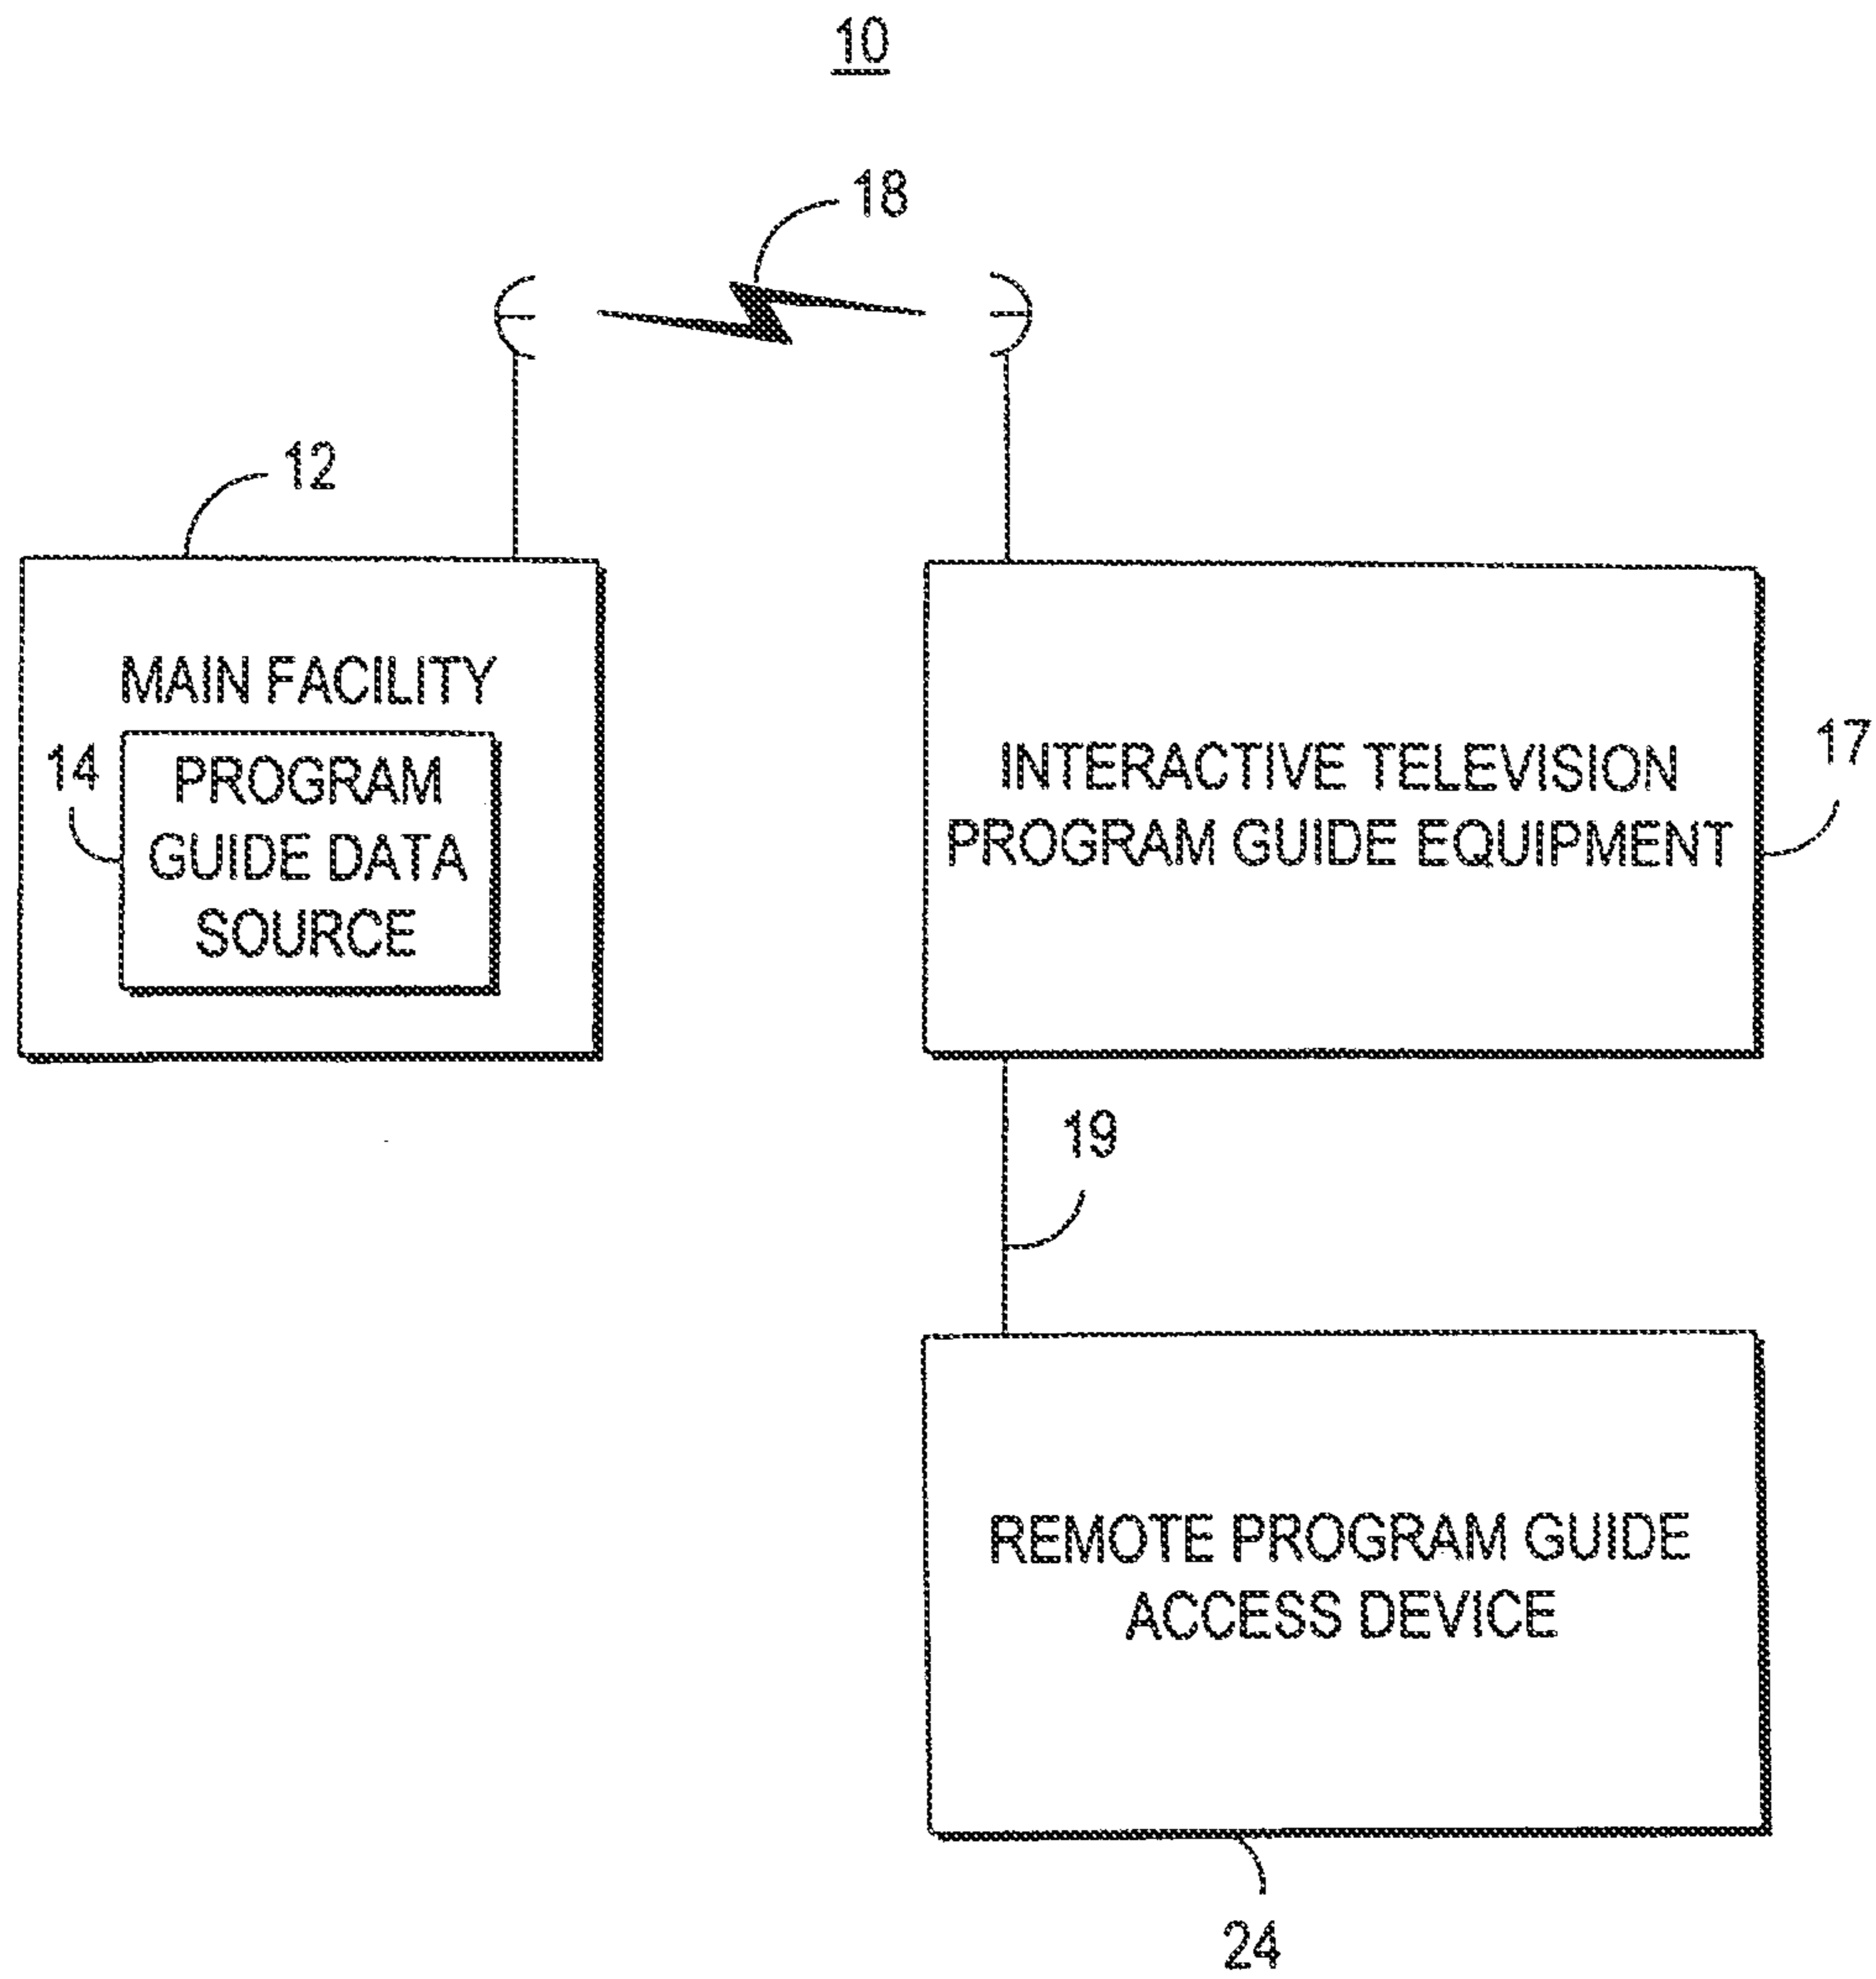 10
18
12
MAIN FACILITY
14
PROGRAM
GUIDE DATA
SOURCE
INTERACTIVE TELEVISION
PROGRAM GUIDE EQUIPMENT
17
19
REMOTE PROGRAM GUIDE
ACCESS DEVICE
24